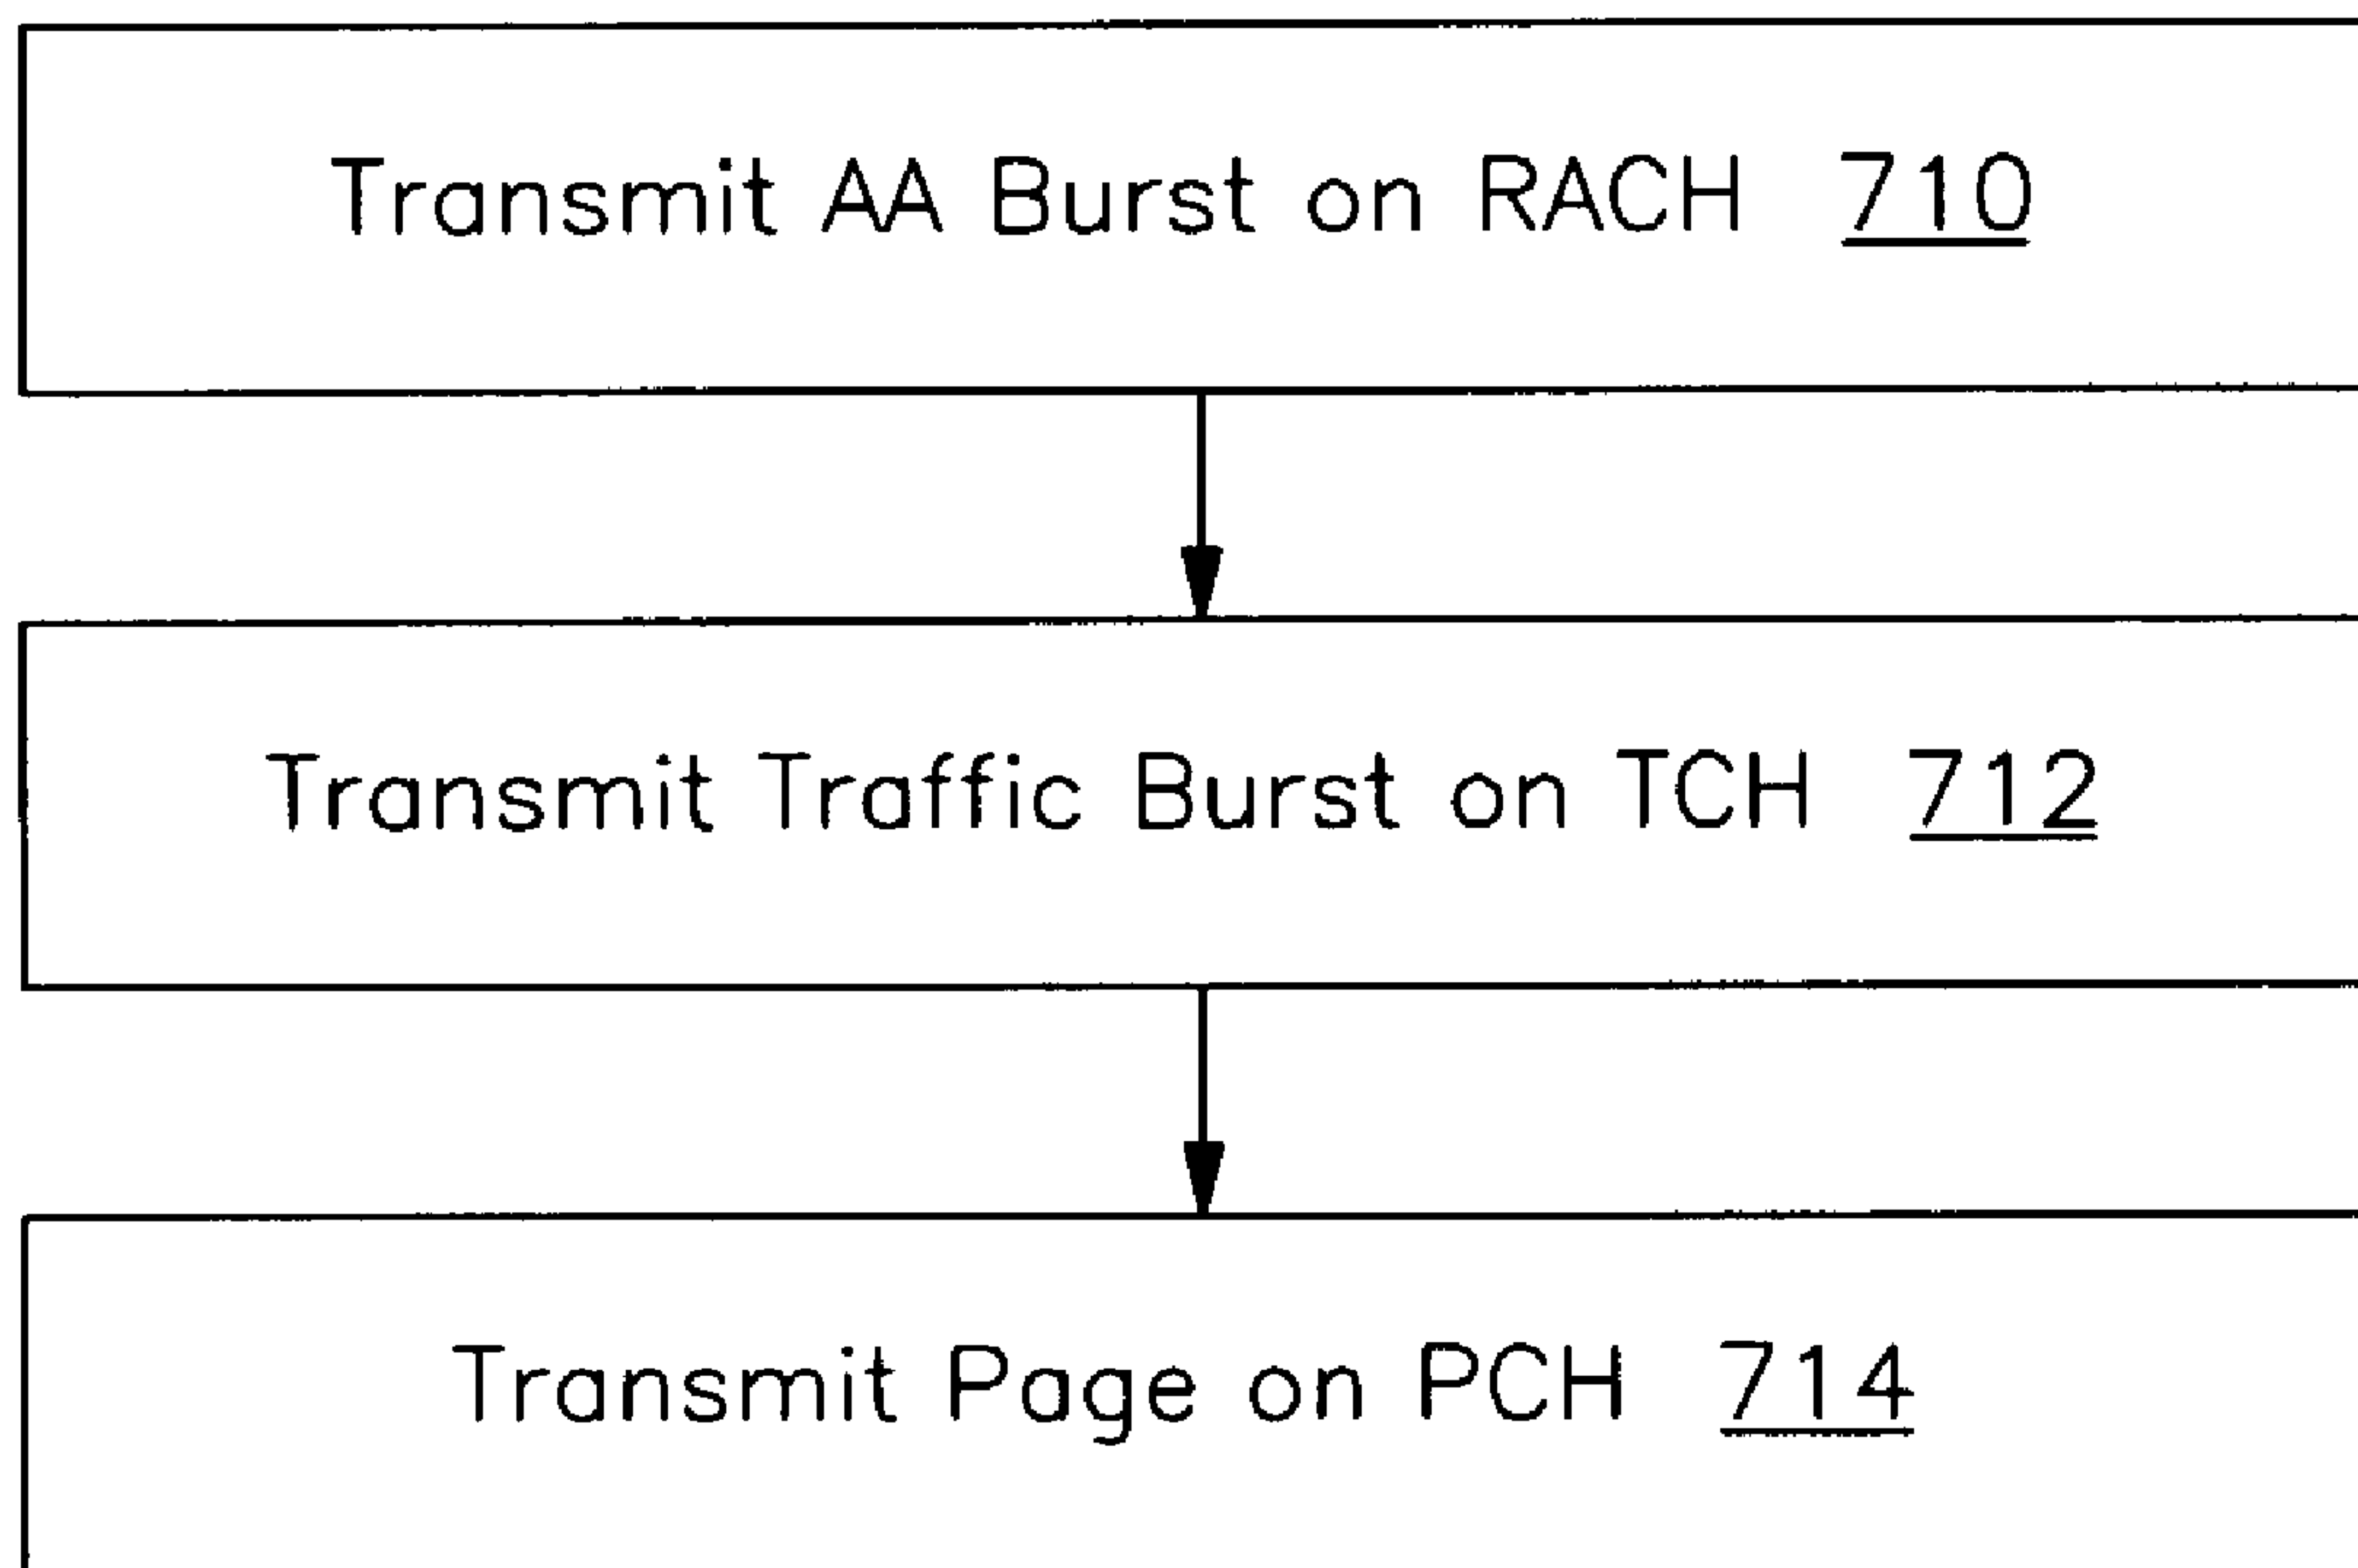 Transmit AA Burst on RACH 710
Transmit Traffic Burst on TCH 712
Transmit Page on PCH 714